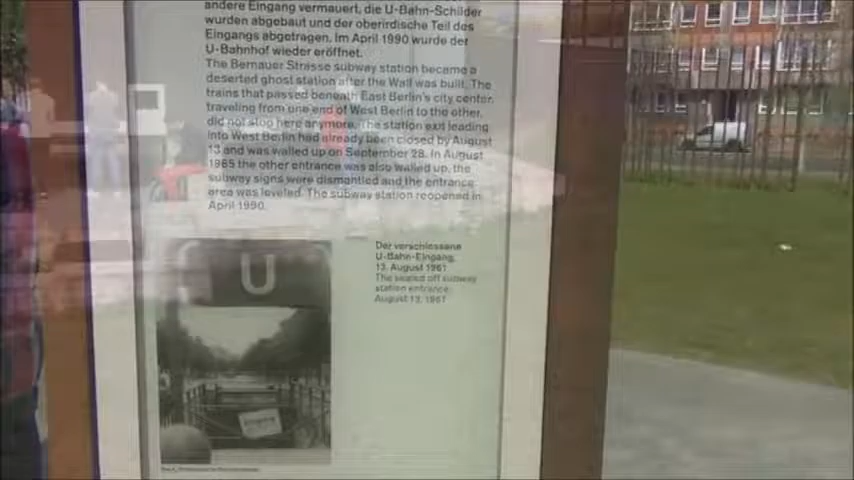 andere Eingang vermauert, die U-Bahn-Schilder
wurden abgebaut und der oberirdische Teil des
Eingangs abgetragen. Im April 1990 wurde der
U-Bahnhof wieder eröffnet.
The Bernauer Strasse subway station became a
deserted ghost station after the Wall was built. The
trains that passed beneath East Berlin's city center,
traveling from one end of West Berlin to the other,
did not stop here anymore. The station exit leading
into West Berlin had already been closed by August
13 and was walled up on September 28. In August
1965 the other entrance was also walled up, the
subway signs were dismantled and the entrance
area was leveled. The subway station reopened in
April 1990.
U
Der verschlossene
U-Bahn-Eingang,
13. August 1961
The sealed off subway
station entrance,
August 13, 1961